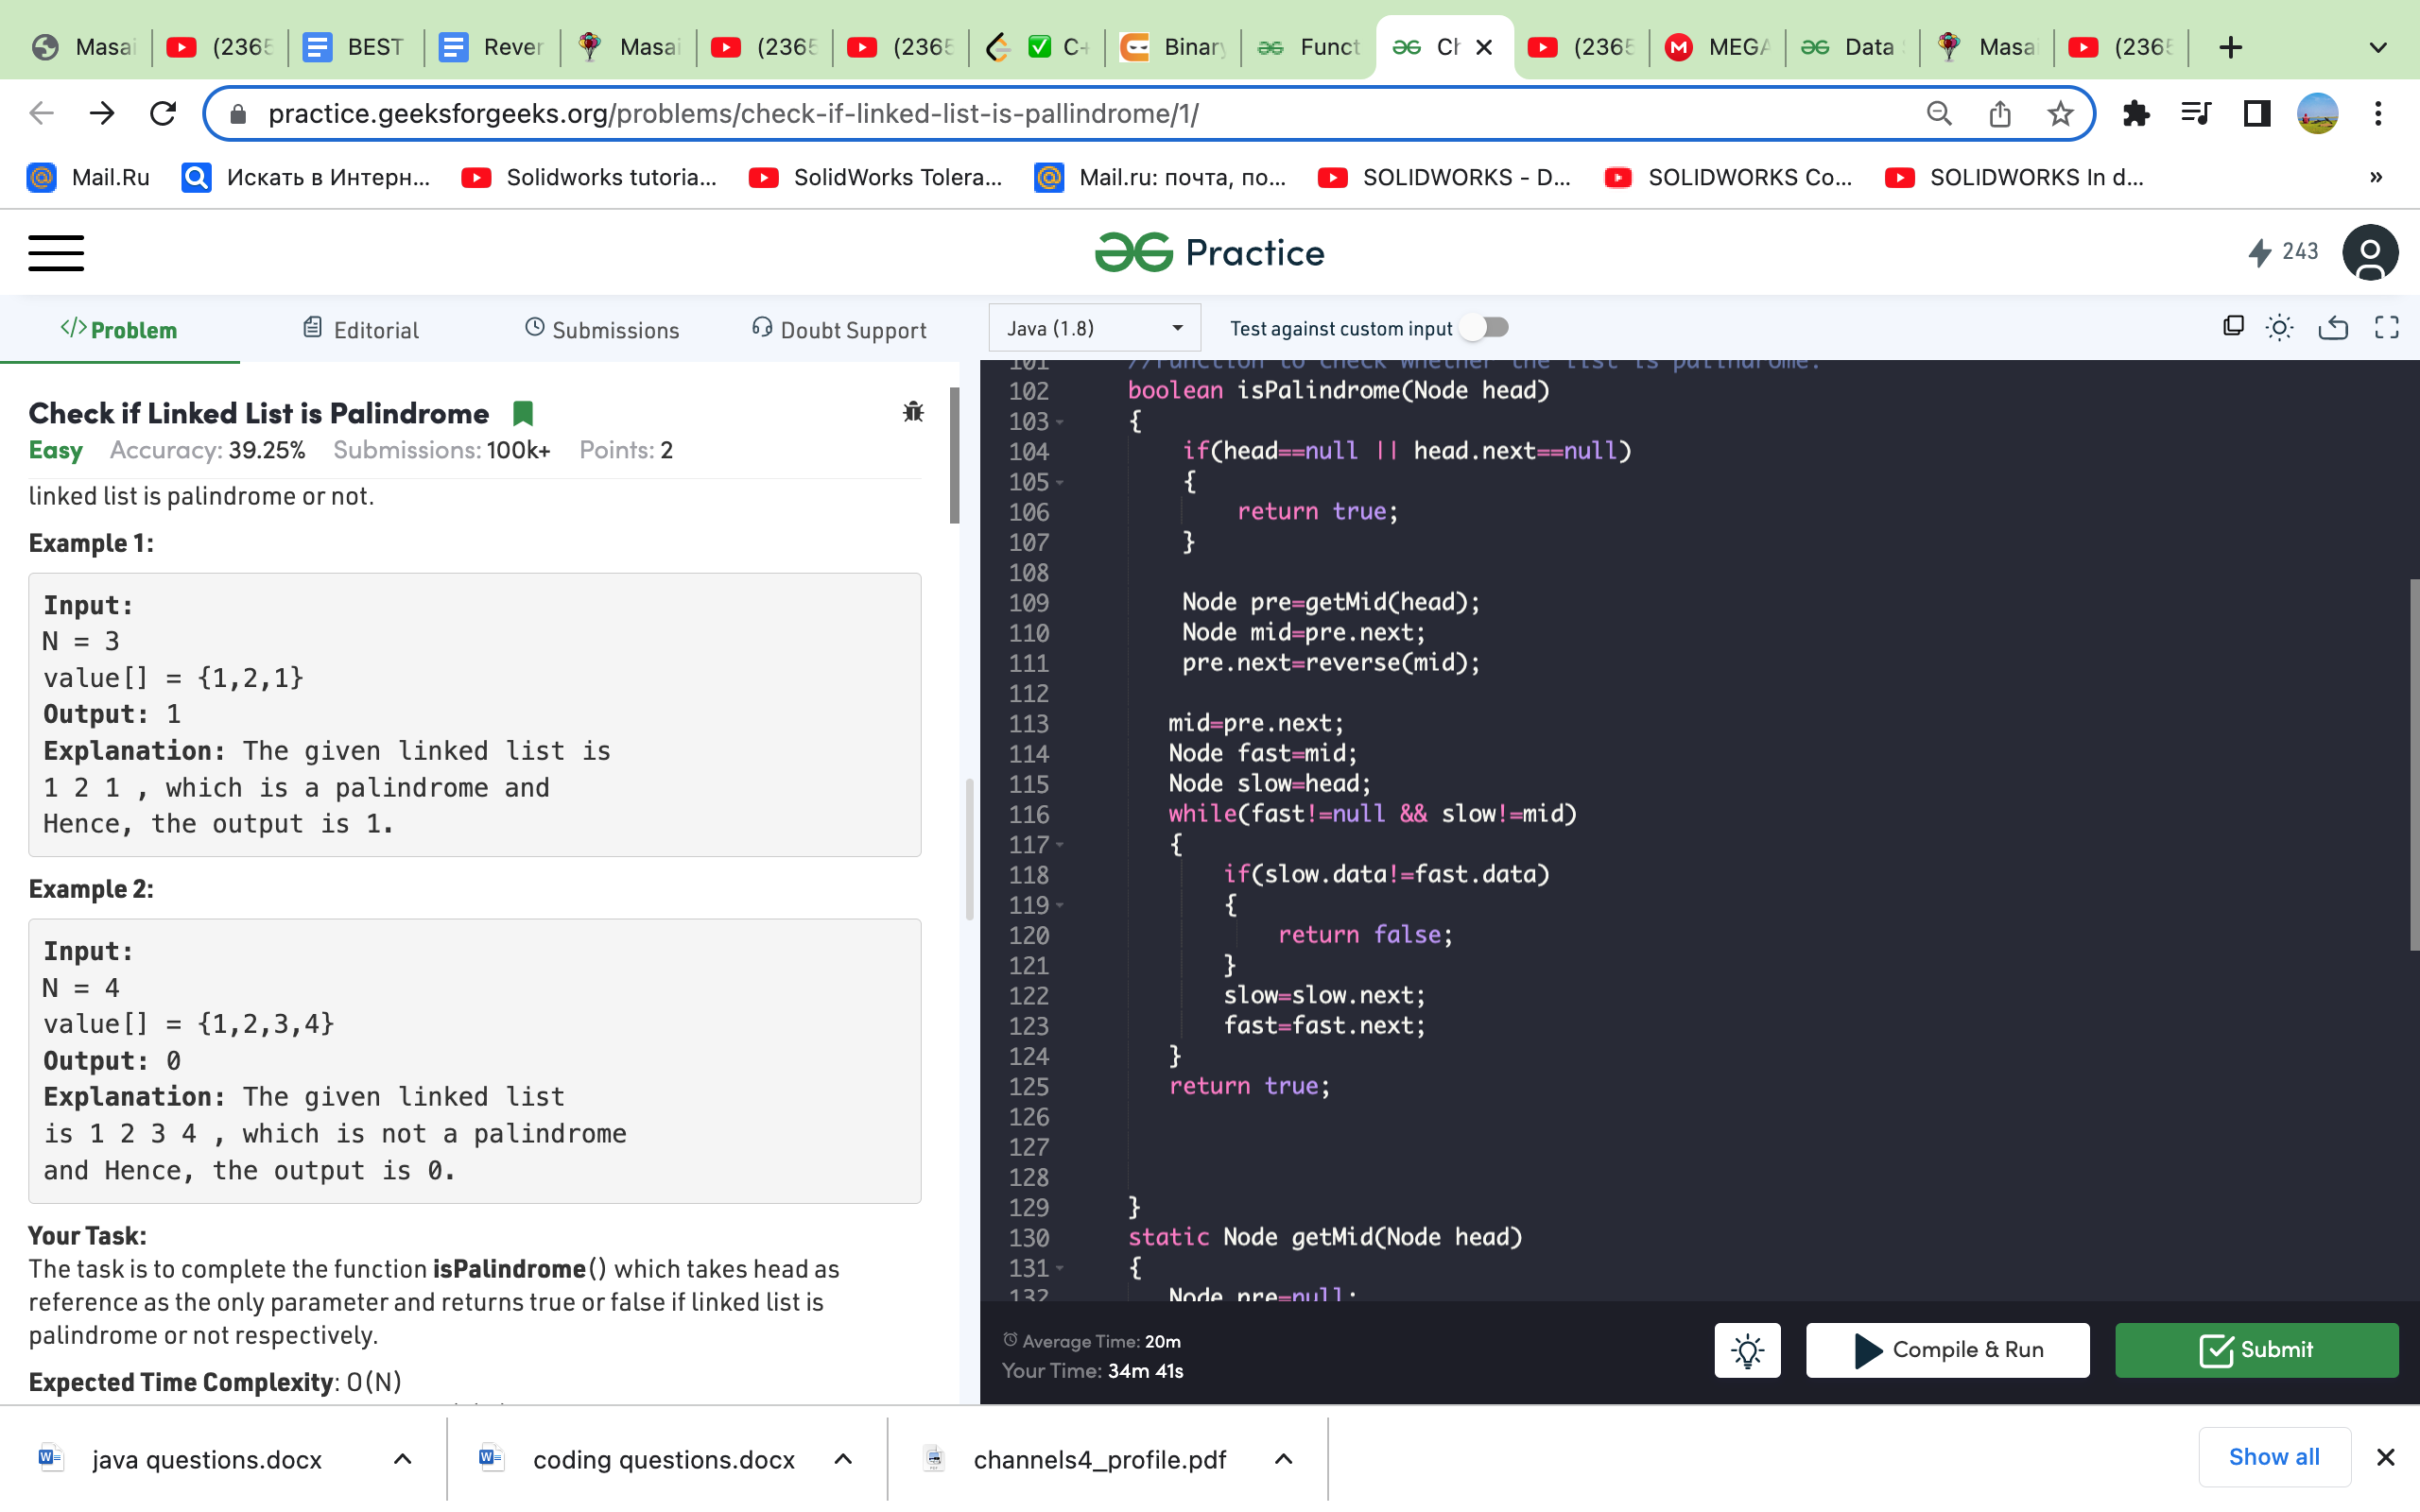 Masai
(2365
BEST
Rever
Masai
(2365
(2365
C+
Binary
Funct
Ch
(2365
MEGA
Data
Masai
(2365
practice.geeksforgeeks.org/problems/check-if-linked-list-is-pallindrome/1/
Mail.Ru
Искать в Интерн...
Solidworks tutoria...
SolidWorks Tolera...
Mail.ru: почта, по...
SOLIDWORKS - D...
SOLIDWORKS Co...
SOLIDWORKS In d...
»
Practice
243
</> Problem
Editorial
Submissions
Doubt Support
Java (1.8)
Test against custom input
Check if Linked List is Palindrome
Easy Accuracy: 39.25% Submissions: 100k+ Points: 2
linked list is palindrome or not.
Example 1:
Input:
N = 3
value[] = {1,2,1}
Output: 1
Explanation: The given linked list is
1 2 1 , which is a palindrome and
Hence, the output is 1.
Example 2:
Input:
N = 4
value[] = {1,2,3,4}
Output: 0
Explanation: The given linked list
is 1 2 3 4 , which is not a palindrome
and Hence, the output is 0.
Your Task:
The task is to complete the function isPalindrome() which takes head as
reference as the only parameter and returns true or false if linked list is
palindrome or not respectively.
Expected Time Complexity: O(N)
101 //Function to check whether the list is palindrome.
102 boolean isPalindrome(Node head)
103 {
104 if(head==null || head.next==null)
105 {
106 return true;
107 }
108
109 Node pre=getMid(head);
110 Node mid=pre.next;
111 pre.next=reverse(mid);
112
113 mid=pre.next;
114 Node fast=mid;
115 Node slow=head;
116 while(fast!=null && slow!=mid)
117 {
118 if(slow.data!=fast.data)
119 {
120 return false;
121 }
122 slow=slow.next;
123 fast=fast.next;
124 }
125 return true;
126
127
128
129 }
130 static Node getMid(Node head)
131 {
132 Node pre=null;
Average Time: 20m
Your Time: 34m 41s
Compile & Run
Submit
java questions.docx
coding questions.docx
channels4_profile.pdf
Show all